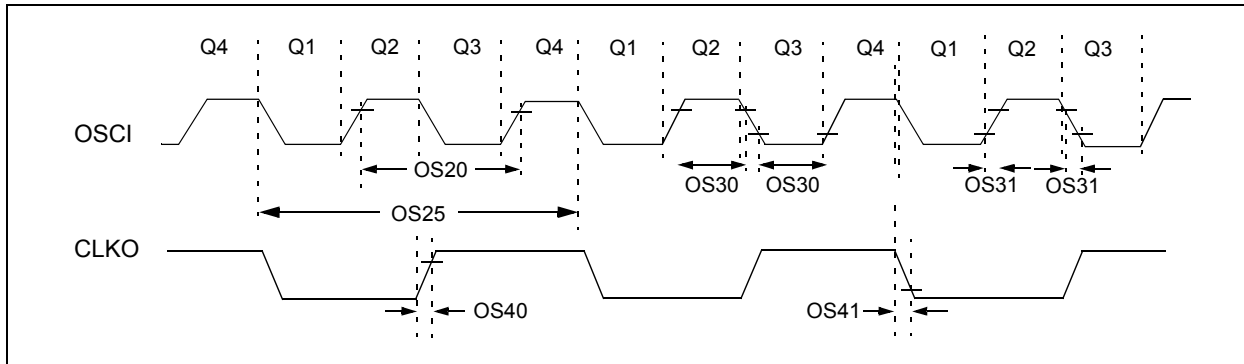 Q4 Q1 Q2 Q3 Q4 Q1 Q2 Q3 Q4 Q1 Q2 Q3
OSCI
OS20
OS30 OS30
OS31 OS31
OS25
CLKO
OS40
OS41